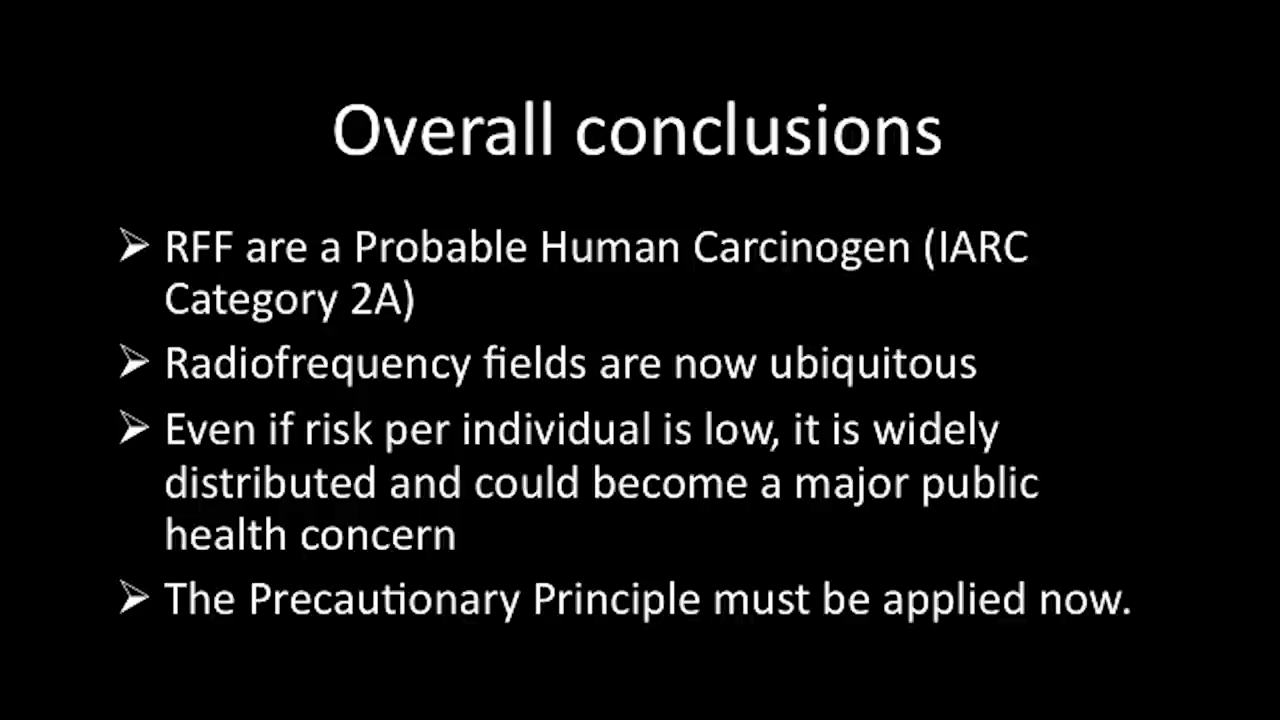 Overall conclusions
➢ RFF are a Probable Human Carcinogen (IARC
Category 2A)
➢ Radiofrequency fields are now ubiquitous
➢ Even if risk per individual is low, it is widely
distributed and could become a major public
health concern
➢ The Precautionary Principle must be applied now.